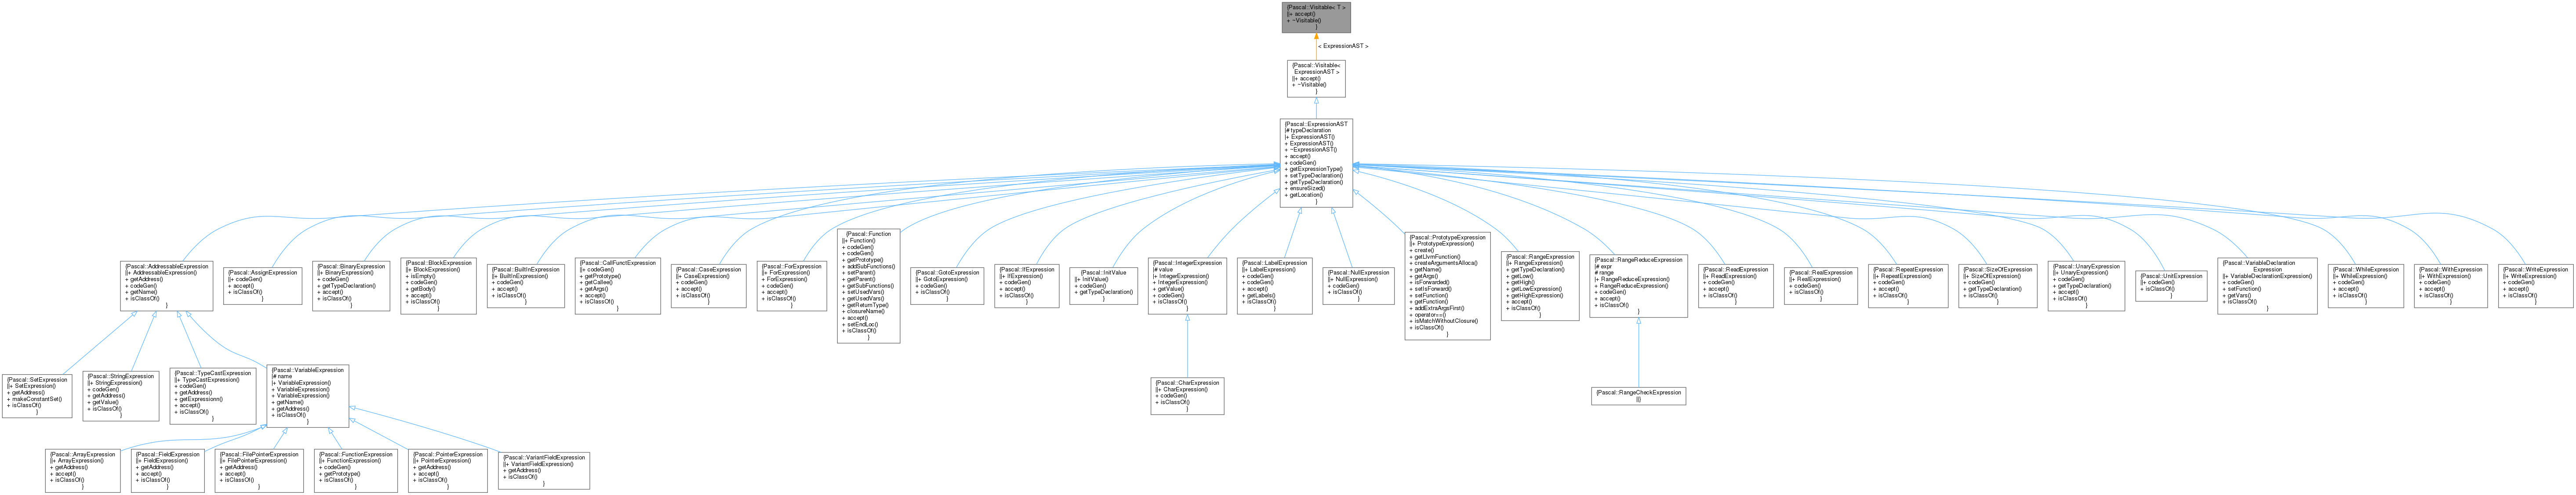 {Pascal::Visitable< T >
||+ accept()
+ ~Visitable()
}
< ExpressionAST >
{Pascal::Visitable<
ExpressionAST >
||+ accept()
+ ~Visitable()
}
{Pascal::ExpressionAST
|# typeDeclaration
|+ ExpressionAST()
+ ExpressionAST()
+ ~ExpressionAST()
+ accept()
+ codeGen()
+ getExpressionType()
+ setTypeDeclaration()
+ getTypeDeclaration()
+ ensureSized()
+ getLocation()
}
{Pascal::AddressableExpression
||+ AddressableExpression()
+ getAddress()
+ codeGen()
+ getName()
+ isClassOf()
}
{Pascal::AssignExpression
||+ codeGen()
+ accept()
+ isClassOf()
}
{Pascal::BinaryExpression
||+ BinaryExpression()
+ codeGen()
+ getTypeDeclaration()
+ accept()
+ isClassOf()
}
{Pascal::BlockExpression
||+ BlockExpression()
+ isEmpty()
+ codeGen()
+ getBody()
+ accept()
+ isClassOf()
}
{Pascal::BuiltInExpression
||+ BuiltInExpression()
+ codeGen()
+ accept()
+ isClassOf()
}
{Pascal::CallFunctExpression
||+ codeGen()
+ getPrototype()
+ getCallee()
+ getArgs()
+ accept()
+ isClassOf()
}
{Pascal::CaseExpression
||+ CaseExpression()
+ codeGen()
+ accept()
+ isClassOf()
}
{Pascal::ForExpression
||+ ForExpression()
+ ForExpression()
+ codeGen()
+ accept()
+ isClassOf()
}
{Pascal::Function
||+ Function()
+ codeGen()
+ codeGen()
+ getPrototype()
+ addSubFunctions()
+ setParent()
+ getParent()
+ getSubFunctions()
+ setUsedVars()
+ getUsedVars()
+ getReturnType()
+ closureName()
+ accept()
+ setEndLoc()
+ isClassOf()
}
{Pascal::GotoExpression
||+ GotoExpression()
+ codeGen()
+ isClassOf()
}
{Pascal::IfExpression
||+ IfExpression()
+ codeGen()
+ accept()
+ isClassOf()
}
{Pascal::InitValue
||+ InitValue()
+ codeGen()
+ getTypeDeclaration()
}
{Pascal::IntegerExpression
|# value
|+ IntegerExpression()
+ IntegerExpression()
+ getValue()
+ codeGen()
+ isClassOf()
}
{Pascal::LabelExpression
||+ LabelExpression()
+ codeGen()
+ codeGen()
+ accept()
+ getLabels()
+ isClassOf()
}
{Pascal::NullExpression
||+ NullExpression()
+ codeGen()
+ isClassOf()
}
{Pascal::PrototypeExpression
||+ PrototypeExpression()
+ create()
+ getLlvmFunction()
+ createArgumentsAlloca()
+ getName()
+ getArgs()
+ isForwarded()
+ setIsForward()
+ setFunction()
+ getFunction()
+ addExtraArgsFirst()
+ operator==()
+ isMatchWithoutClosure()
+ isClassOf()
}
{Pascal::RangeExpression
||+ RangeExpression()
+ getTypeDeclaration()
+ getLow()
+ getHigh()
+ getLowExpression()
+ getHighExpression()
+ accept()
+ isClassOf()
}
{Pascal::RangeReduceExpression
|# expr
# range
|+ RangeReduceExpression()
+ RangeReduceExpression()
+ codeGen()
+ accept()
+ isClassOf()
}
{Pascal::ReadExpression
||+ ReadExpression()
+ codeGen()
+ accept()
+ isClassOf()
}
{Pascal::RealExpression
||+ RealExpression()
+ codeGen()
+ isClassOf()
}
{Pascal::RepeatExpression
||+ RepeatExpression()
+ codeGen()
+ accept()
+ isClassOf()
}
{Pascal::SizeOfExpression
||+ SizeOfExpression()
+ codeGen()
+ getTypeDeclaration()
+ isClassOf()
}
{Pascal::UnaryExpression
||+ UnaryExpression()
+ codeGen()
+ getTypeDeclaration()
+ accept()
+ isClassOf()
}
{Pascal::UnitExpression
||+ codeGen()
+ isClassOf()
}
{Pascal::VariableDeclaration
Expression
||+ VariableDeclarationExpression()
+ codeGen()
+ setFunction()
+ getVars()
+ isClassOf()
}
{Pascal::WhileExpression
||+ WhileExpression()
+ codeGen()
+ accept()
+ isClassOf()
}
{Pascal::WithExpression
||+ WithExpression()
+ codeGen()
+ accept()
+ isClassOf()
}
{Pascal::WriteExpression
||+ WriteExpression()
+ codeGen()
+ accept()
+ isClassOf()
}
{Pascal::SetExpression
||+ SetExpression()
+ getAddress()
+ makeConstantSet()
+ isClassOf()
}
{Pascal::StringExpression
||+ StringExpression()
+ codeGen()
+ getAddress()
+ getValue()
+ isClassOf()
}
{Pascal::TypeCastExpression
||+ TypeCastExpression()
+ codeGen()
+ getAddress()
+ getExpressionn()
+ accept()
+ isClassOf()
}
{Pascal::VariableExpression
|# name
|+ VariableExpression()
+ VariableExpression()
+ VariableExpression()
+ getName()
+ getAddress()
+ isClassOf()
}
{Pascal::CharExpression
||+ CharExpression()
+ codeGen()
+ isClassOf()
}
{Pascal::RangeCheckExpression
||}
{Pascal::ArrayExpression
||+ ArrayExpression()
+ getAddress()
+ accept()
+ isClassOf()
}
{Pascal::FieldExpression
||+ FieldExpression()
+ getAddress()
+ accept()
+ isClassOf()
}
{Pascal::FilePointerExpression
||+ FilePointerExpression()
+ getAddress()
+ accept()
+ isClassOf()
}
{Pascal::FunctionExpression
||+ FunctionExpression()
+ codeGen()
+ getPrototype()
+ isClassOf()
}
{Pascal::PointerExpression
||+ PointerExpression()
+ getAddress()
+ accept()
+ isClassOf()
}
{Pascal::VariantFieldExpression
||+ VariantFieldExpression()
+ getAddress()
+ isClassOf()
}